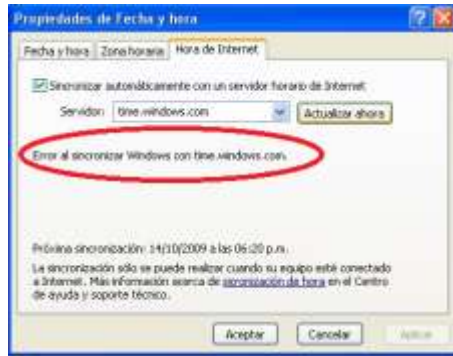 Propiedades de Fecha y hora
Fecha y hora
Zona horaria
Hora de Internet
Sincronizar automáticamente con un servidor horario de Internet
Servidor:
time.windows.com
Actualizar ahora
Error al sincronizar Windows con time.windows.com.
Próxima sincronización: 14/10/2009 a las 06:20 p.m.
La sincronización sólo se puede realizar cuando su equipo esté conectado
a Internet. Más información acerca de sincronización de hora en el Centro
de ayuda y soporte técnico.
Aceptar
Cancelar
Aplicar